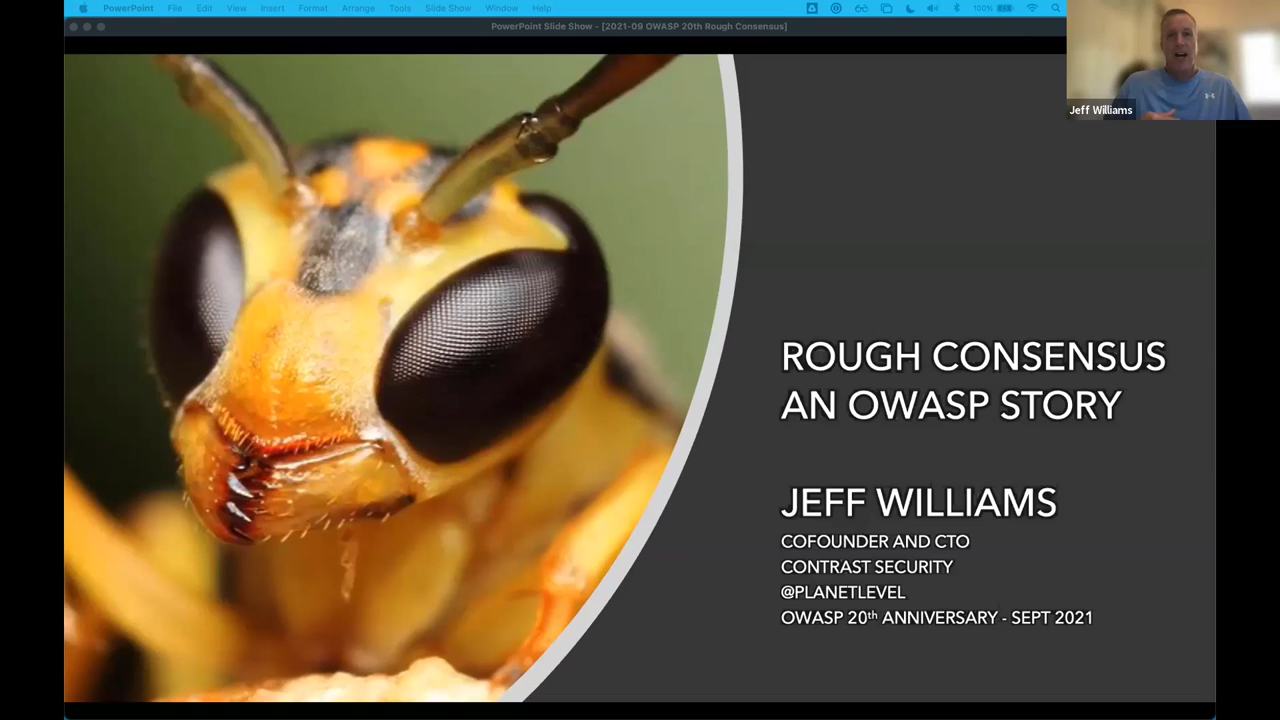 PowerPoint File Edit View Insert Format Arrange Tools Slide Show Window Help 100%
PowerPoint Slide Show - [2021-09 OWASP 20th Rough Consensus]
Jeff Williams
ROUGH CONSENSUS
AN OWASP STORY
JEFF WILLIAMS
COFOUNDER AND CTO
CONTRAST SECURITY
@PLANETLEVEL
OWASP 20th ANNIVERSARY - SEPT 2021